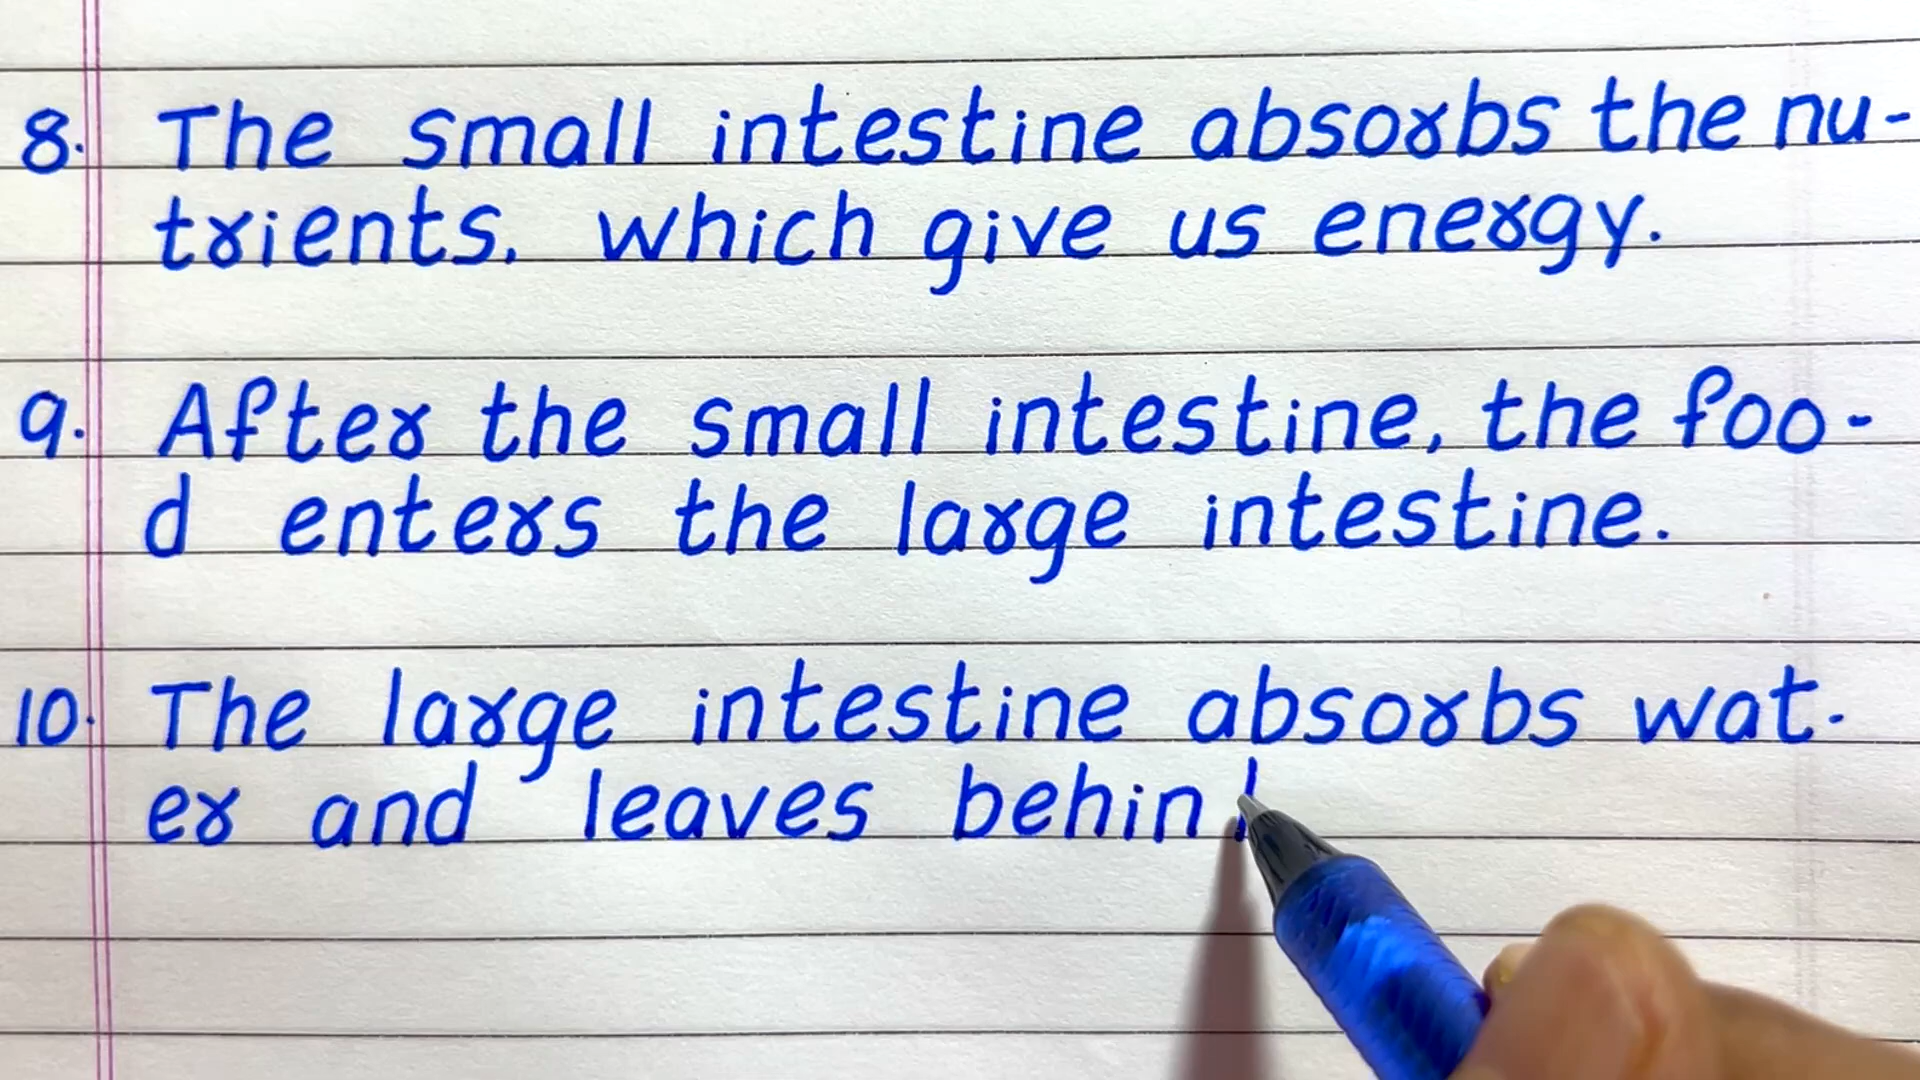 8. The small intestine absorbs the nu-
trients, which give us energy.
9. After the small intestine, the foo-
d enters the large intestine.
10. The large intestine absorbs wat-
er and leaves behin